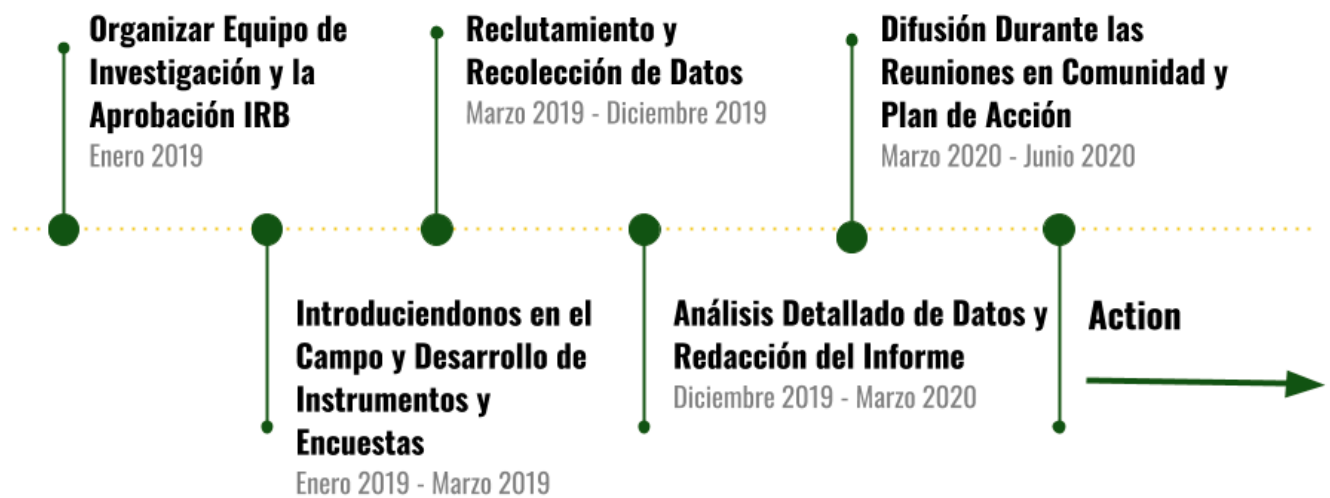 Organizar Equipo de
Investigación y la
Aprobación IRB
Enero 2019
Introduciendonos en el
Campo y Desarrollo de
Instrumentos y
Encuestas
Enero 2019 - Marzo 2019
Reclutamiento y
Recolección de Datos
Marzo 2019 - Diciembre 2019
Análisis Detallado de Datos y
Redacción del Informe
Diciembre 2019 - Marzo 2020
Difusión Durante las
Reuniones en Comunidad y
Plan de Acción
Marzo 2020 - Junio 2020
Action